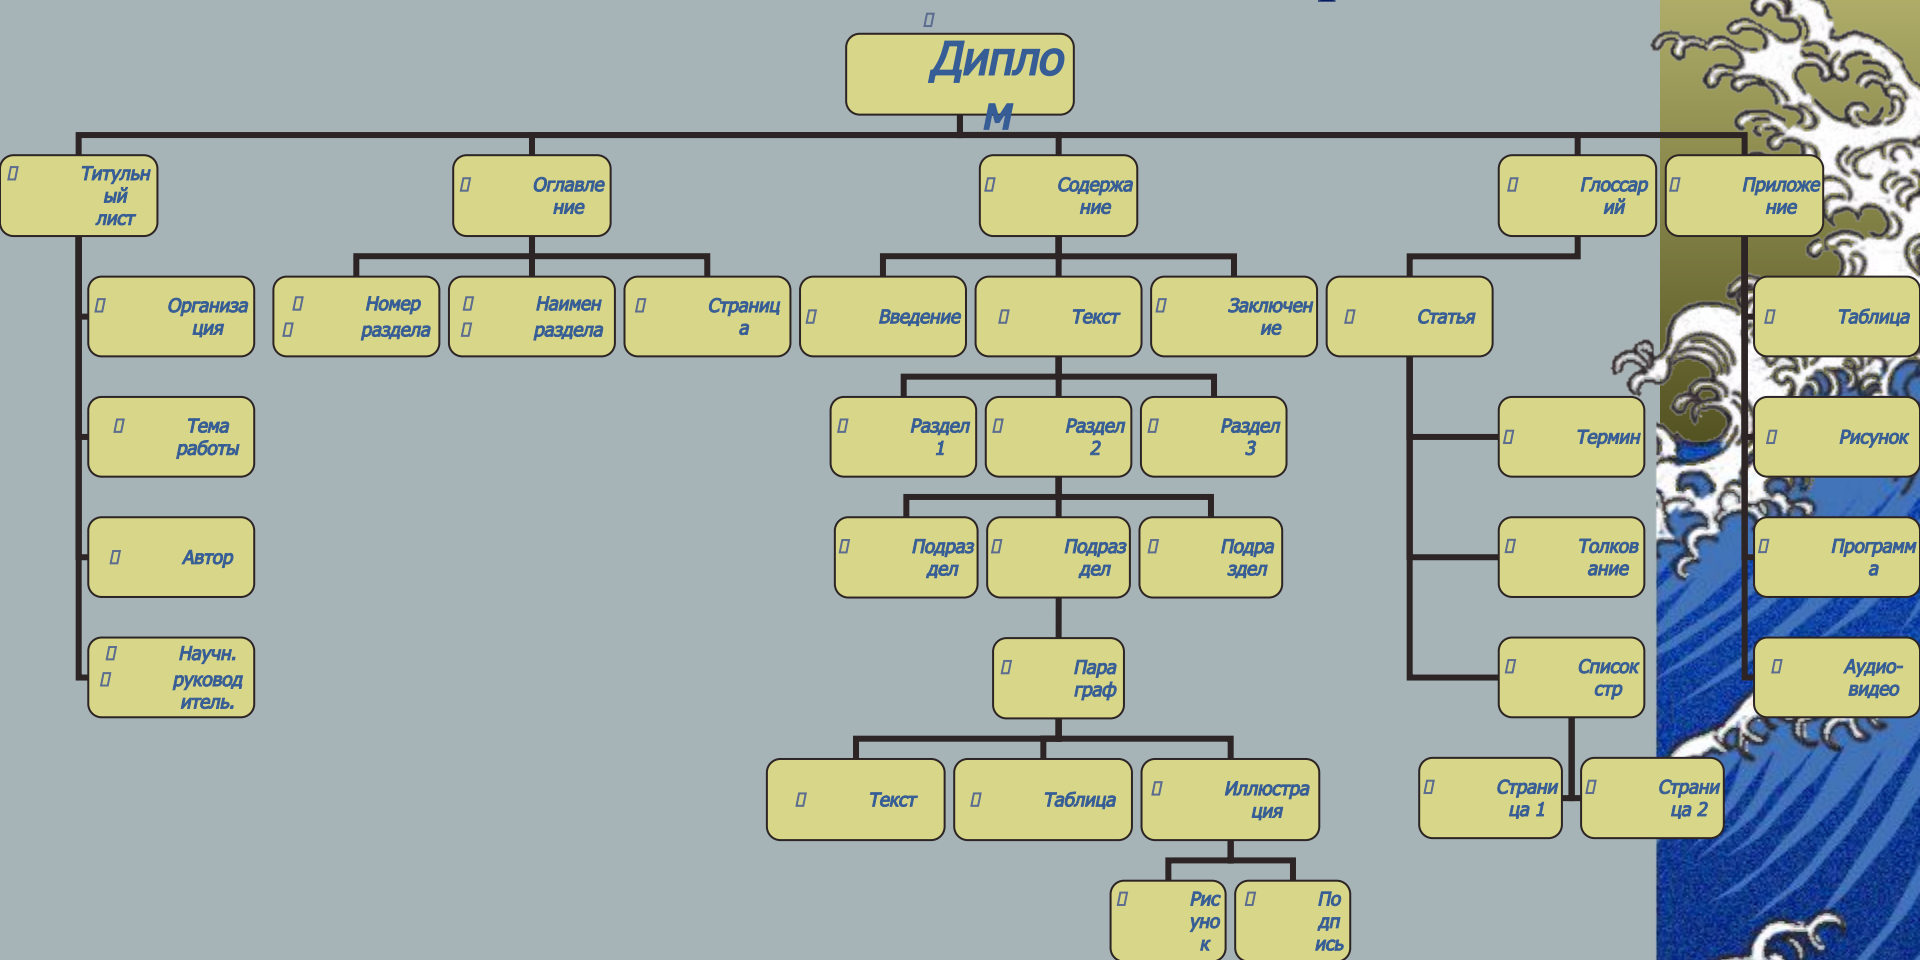 Дипло
м
Титульн
ый
лист
Оглавле
ние
Содержа
ние
Глоссар
ий
Приложе
ние
Организа
ция
Номер
раздела
Наимен
раздела
Страниц
а
Введение
Текст
Заключен
ие
Статья
Таблица
Тема
работы
Раздел
1
Раздел
2
Раздел
3
Термин
Рисунок
Автор
Подраз
дел
Подраз
дел
Подра
здел
Толков
ание
Программ
а
Научн.
руковод
итель.
Пара
граф
Список
стр
Аудио-
видео
Текст
Таблица
Иллюстра
ция
Страни
ца 1
Страни
ца 2
Рис
уно
к
По
дп
ись